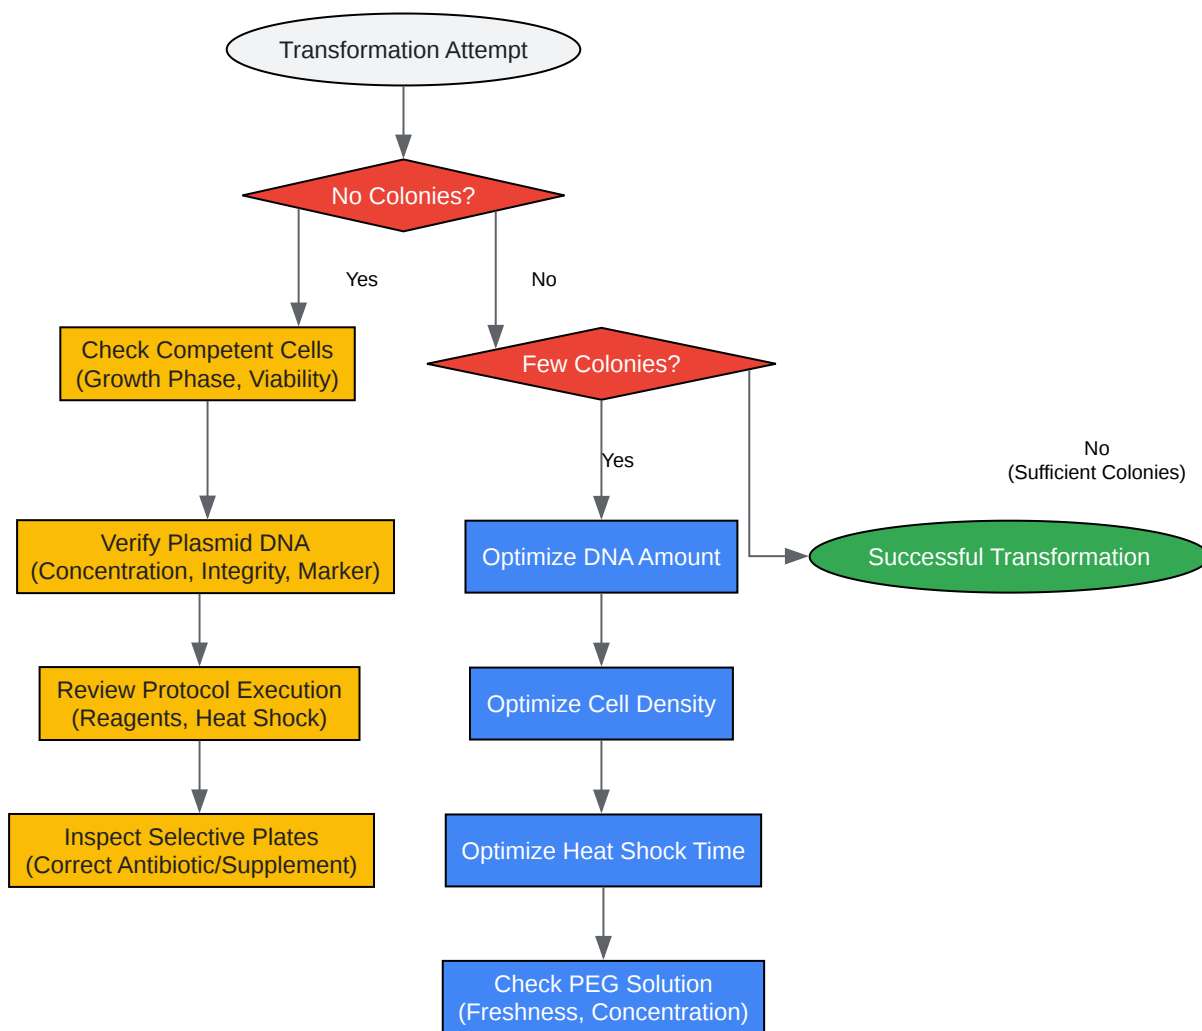 Transformation Attempt
No Colonies?
Yes
No
Check Competent Cells
(Growth Phase, Viability)
Few Colonies?
Yes
No
(Sufficient Colonies)
Verify Plasmid DNA
(Concentration, Integrity, Marker)
Optimize DNA Amount
Successful Transformation
Review Protocol Execution
(Reagents, Heat Shock)
Optimize Cell Density
Inspect Selective Plates
(Correct Antibiotic/Supplement)
Optimize Heat Shock Time
Check PEG Solution
(Freshness, Concentration)